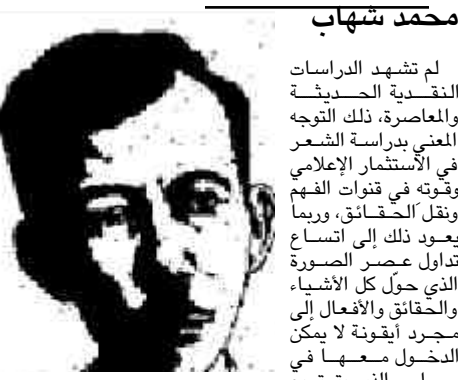 محمد شهاب
لم تشهد الدراسات
النقدية الحديثة
والمعاصرة، ذلك التوجه
المعني بدراسة الشعر
في الاستثمار الإعلامي
وقوته في قنوات الفهم
ونقل الحقائق، وربما
يعود ذلك إلى اتساع
تداول عصر الصورة
الذي حوّل كل الأشياء
والحقائق والأفعال إلى
مجرد أيقونة لا يمكن
الدخول معها في